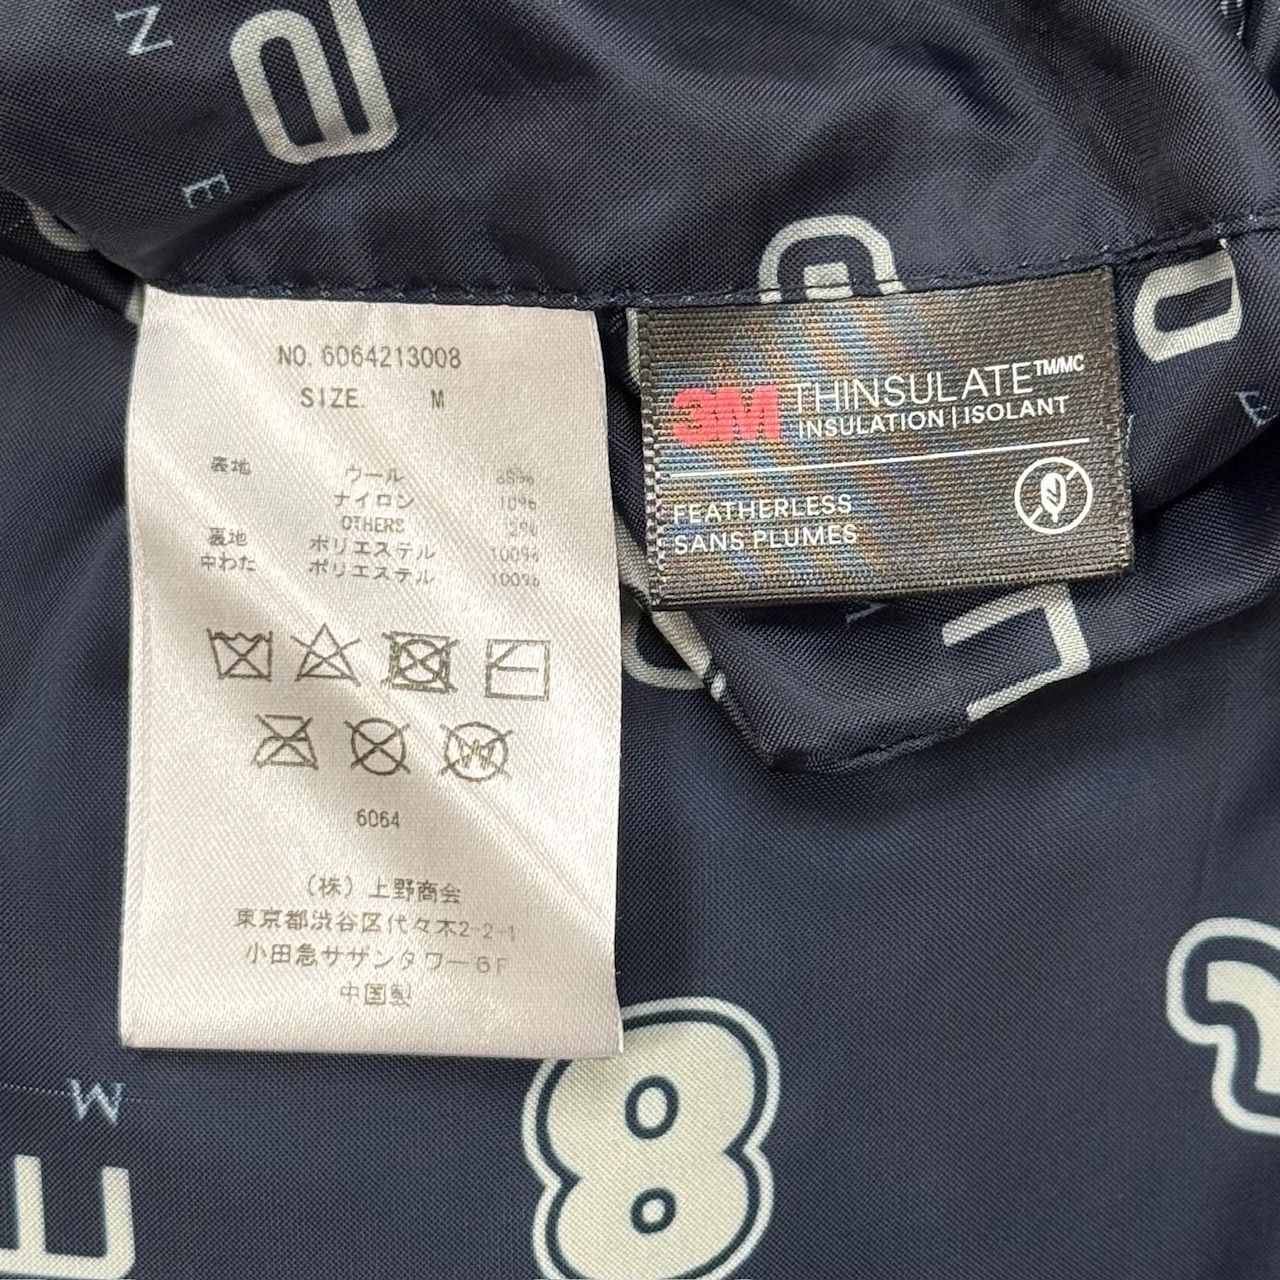 N
E
NO. 6064213008
SIZE. M
表地 ウール 88%
ナイロン 10%
OTHERS 2%
裏地 ポリエステル 100%
中わた ポリエステル 100%
6064
(株)上野商会
東京都渋谷区代々木2-2-1
小田急サザンタワー6F
中国製
3M THINSULATE™/MC
INSULATION | ISOLANT
FEATHERLESS
SANS PLUMES
M
E
8